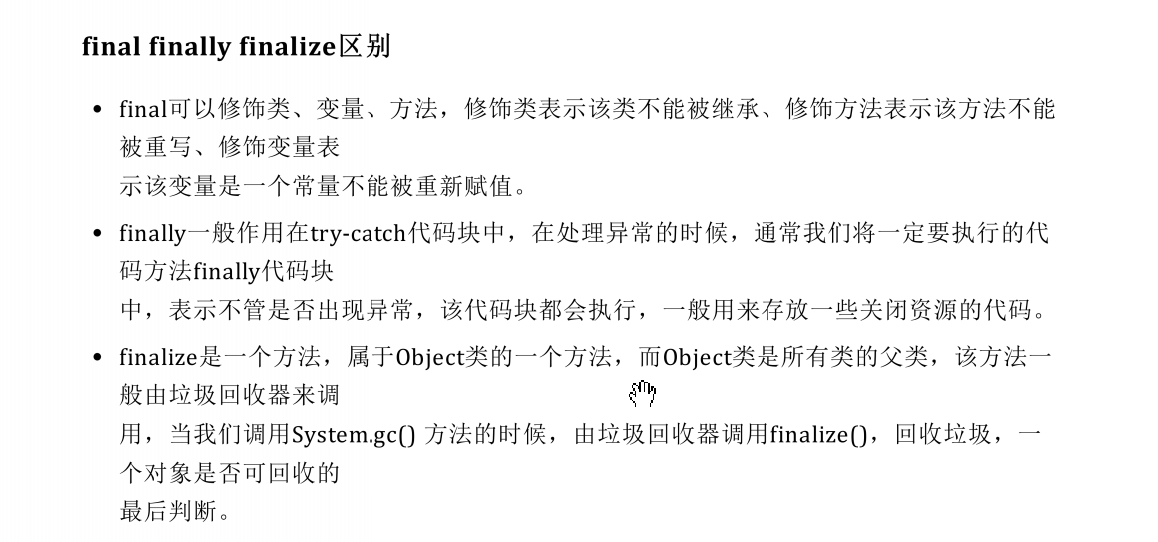 final finally finalize区别
• final可以修饰类、变量、方法，修饰类表示该类不能被继承、修饰方法表示该方法不能
被重写、修饰变量表
示该变量是一个常量不能被重新赋值。
• finally一般作用在try-catch代码块中，在处理异常的时候，通常我们将一定要执行的代
码方法finally代码块
中，表示不管是否出现异常，该代码块都会执行，一般用来存放一些关闭资源的代码。
• finalize是一个方法，属于Object类的一个方法，而Object类是所有类的父类，该方法一
般由垃圾回收器来调
用，当我们调用System.gc() 方法的时候，由垃圾回收器调用finalize()，回收垃圾，一
个对象是否可回收的
最后判断。